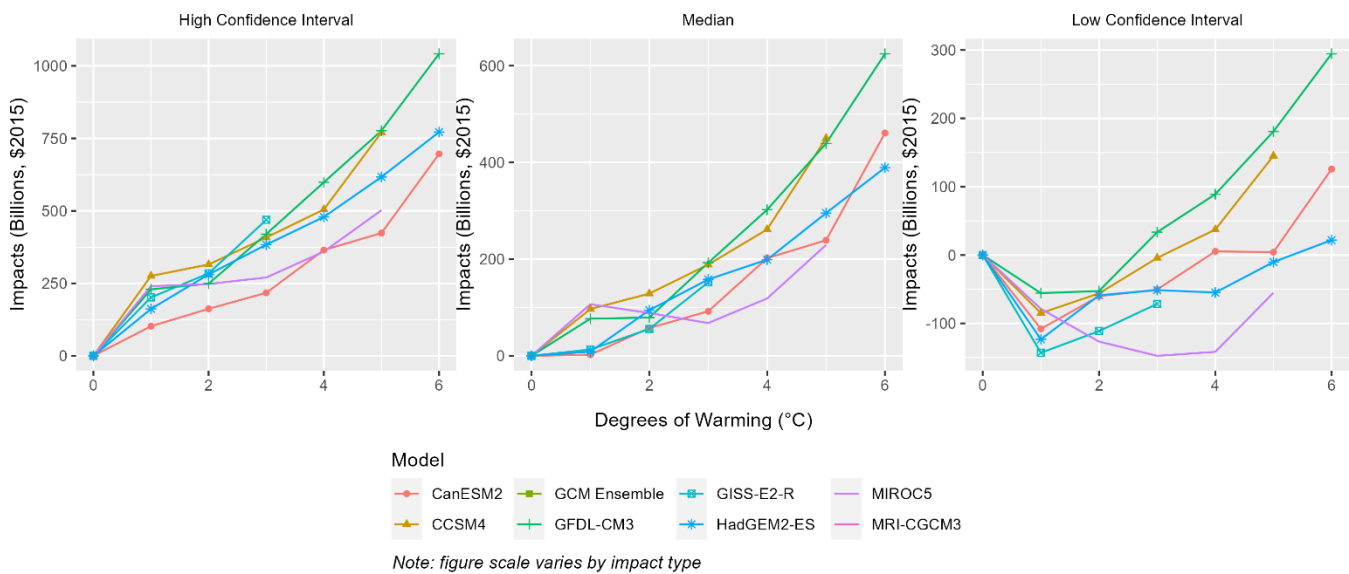 High Confidence Interval
Median
Low Confidence Interval
Impacts (Billions, $2015)
1000
750
500
250
0
0 2 4 6
Impacts (Billions, $2015)
600
400
200
0
0 2 4 6
Impacts (Billions, $2015)
300
200
100
0
-100
0 2 4 6
Degrees of Warming (°C)
Model
CanESM2 GCM Ensemble GISS-E2-R MIROC5
CCSM4 GFDL-CM3 HadGEM2-ES MRI-CGCM3
Note: figure scale varies by impact type